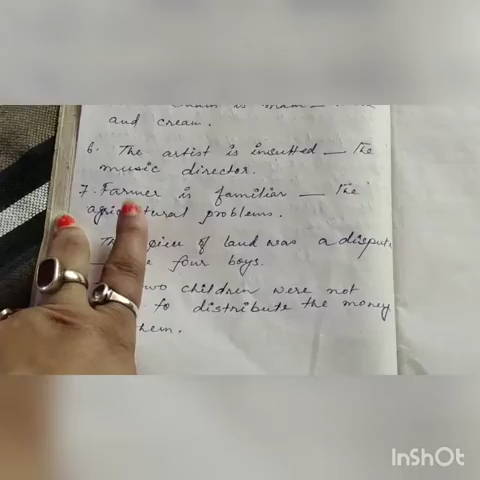 and cream.
6. The artist is insulted — the
music director.
7. Farmer is familiar — the
agricultural problems.
piece of land was a dispute
four boys.
two children were not
to distribute the money
them.
InShOt